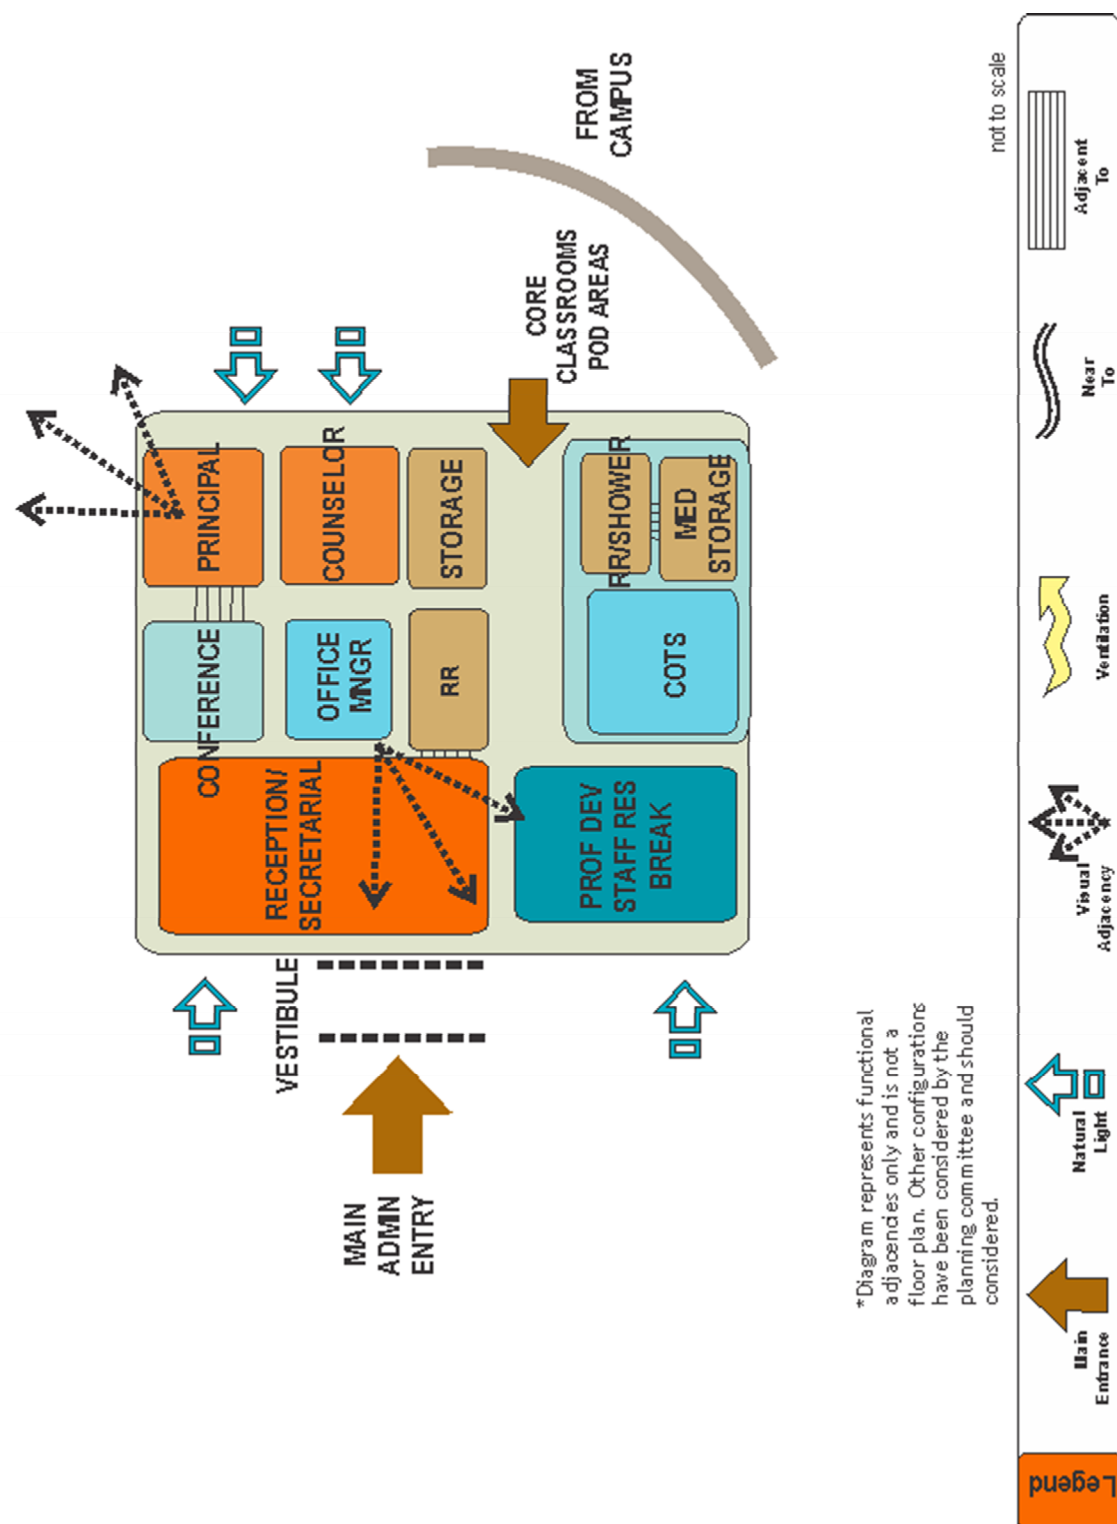 MAIN
ADMIN
ENTRY
VESTIBULE
RECEPTION/
SECRETARIAL
CONFERENCE
PRINCIPAL
OFFICE
MNGR
COUNSELOR
RR
STORAGE
PROF DEV
STAFF RES
BREAK
COTS
RR/SHOWER
MED
STORAGE
CORE
CLASSROOMS
POD AREAS
FROM
CAMPUS
*Diagram represents functional
adjacencies only and is not a
floor plan. Other configurations
have been considered by the
planning committee and should
considered.
not to scale
Legend
Main
Entrance
Natural
Light
Visual
Adjacency
Ventilation
Near
To
Adjacent
To